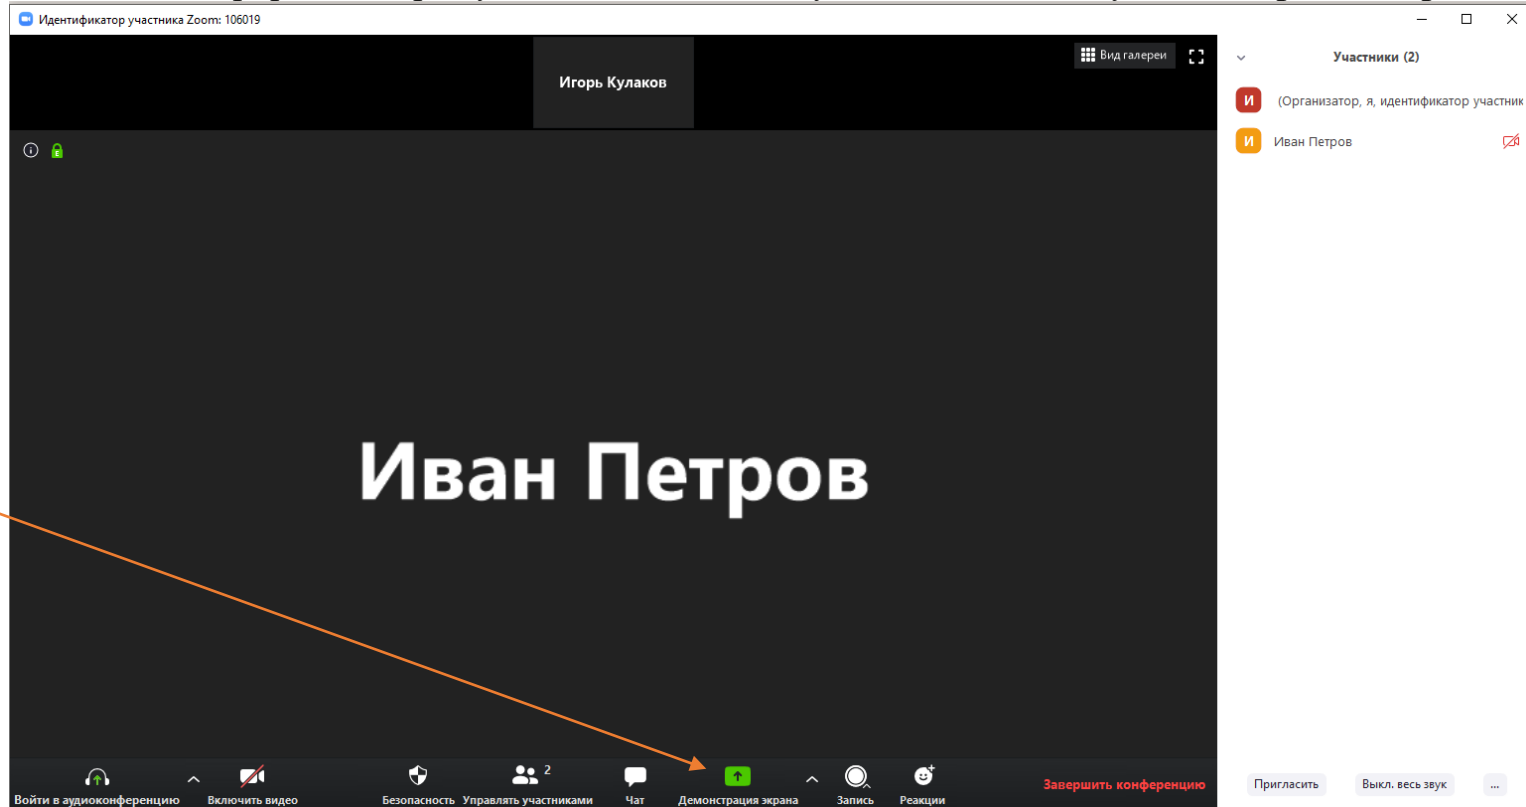 Идентификатор участника Zoom: 106019
Игорь Кулаков
Вид галереи
Участники (2)
И (Организатор, я, идентификатор участник
И Иван Петров
Иван Петров
2
Войти в аудиоконференцию Включить видео Безопасность Управлять участниками Чат Демонстрация экрана Запись Реакции Завершить конференцию
Пригласить Выкл. весь звук ...